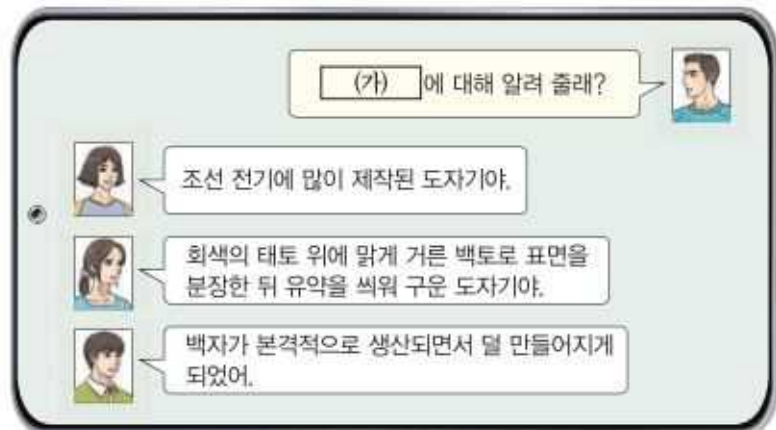 (가) 에 대해 알려 줄래?
조선 전기에 많이 제작된 도자기야.
회색의 태토 위에 맑게 거른 백토로 표면을
분장한 뒤 유약을 씌워 구운 도자기야.
백자가 본격적으로 생산되면서 덜 만들어지게
되었어.